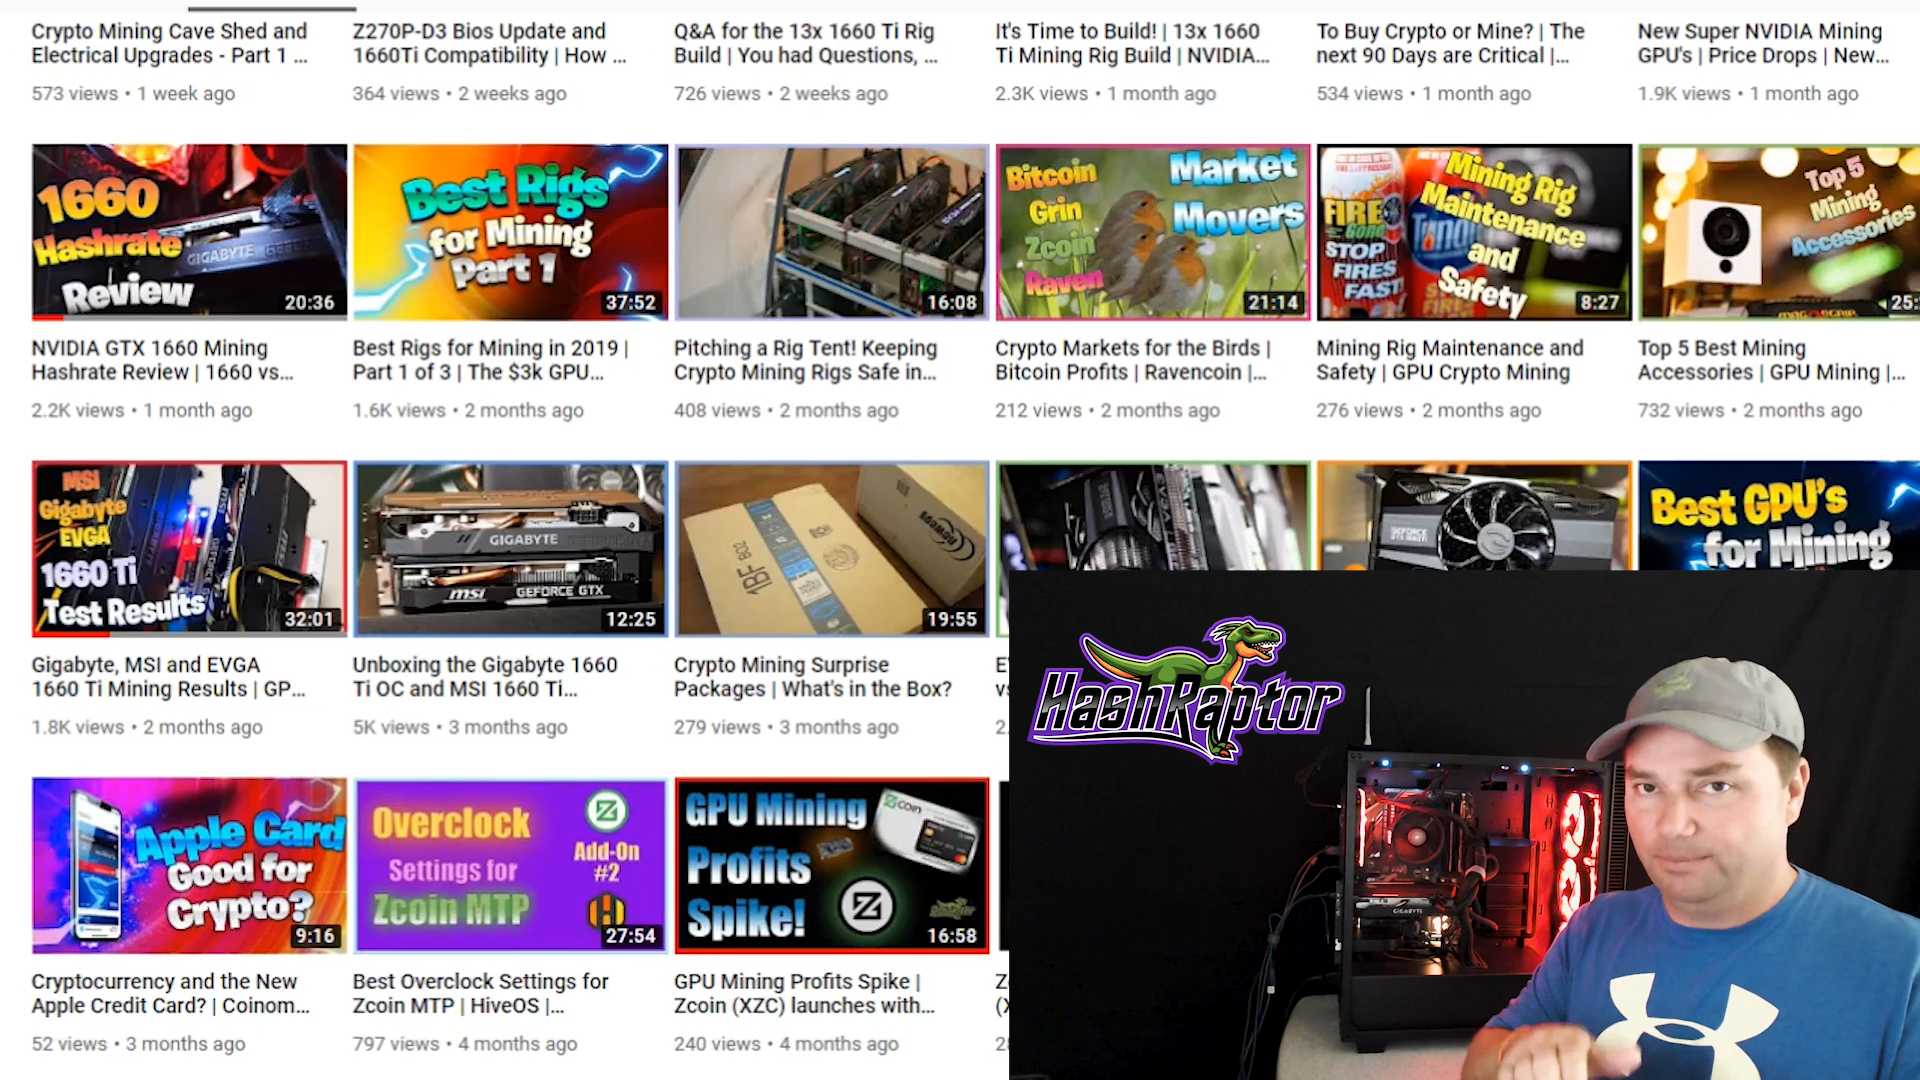 Crypto Mining Cave Shed and
Electrical Upgrades - Part 1 ...
573 views • 1 week ago
Z270P-D3 Bios Update and
1660Ti Compatibility | How ...
364 views • 2 weeks ago
Q&A for the 13x 1660 Ti Rig
Build | You had Questions, ...
726 views • 2 weeks ago
It's Time to Build! | 13x 1660
Ti Mining Rig Build | NVIDIA...
2.3K views • 1 month ago
To Buy Crypto or Mine? | The
next 90 Days are Critical |...
534 views • 1 month ago
New Super NVIDIA Mining
GPU's | Price Drops | New...
1.9K views • 1 month ago
1660
Hashrate
Review
GIGABYTE
20:36
Best Rigs
for Mining
Part 1
37:52
16:08
Bitcoin
Grin
Zcoin
Raven
Market
Movers
21:14
FIRE
Gone
STOP
FIRES
FAST!
Mining Rig
Maintenance
and
Safety
8:27
Top 5
Mining
Accessories
25:
NVIDIA GTX 1660 Mining
Hashrate Review | 1660 vs...
2.2K views • 1 month ago
Best Rigs for Mining in 2019 |
Part 1 of 3 | The $3k GPU...
1.6K views • 2 months ago
Pitching a Rig Tent! Keeping
Crypto Mining Rigs Safe in...
408 views • 2 months ago
Crypto Markets for the Birds |
Bitcoin Profits | Ravencoin |...
212 views • 2 months ago
Mining Rig Maintenance and
Safety | GPU Crypto Mining
276 views • 2 months ago
Top 5 Best Mining
Accessories | GPU Mining |...
732 views • 2 months ago
MSI
Gigabyte
EVGA
1660 Ti
Test Results
32:01
GIGABYTE
msi
GEFORCE GTX
12:25
1BF BO2
19:55
Best GPU's
for Mining
Gigabyte, MSI and EVGA
1660 Ti Mining Results | GP...
1.8K views • 2 months ago
Unboxing the Gigabyte 1660
Ti OC and MSI 1660 Ti...
5K views • 3 months ago
Crypto Mining Surprise
Packages | What's in the Box?
279 views • 3 months ago
HashRaptor
Apple Card
Good for
Crypto?
9:16
Overclock
Settings for
Zcoin MTP
Add-On
#2
27:54
GPU Mining
Profits
Spike!
coin
16:58
GIGABYTE
Cryptocurrency and the New
Apple Credit Card? | Coinom...
52 views • 3 months ago
Best Overclock Settings for
Zcoin MTP | HiveOS |...
797 views • 4 months ago
GPU Mining Profits Spike |
Zcoin (XZC) launches with...
240 views • 4 months ago